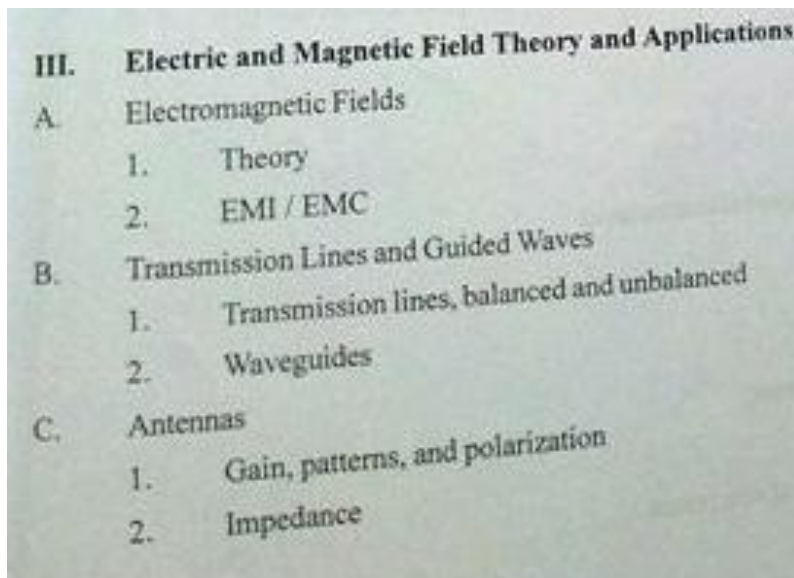 III. Electric and Magnetic Field Theory and Applications
A. Electromagnetic Fields
1. Theory
2. EMI / EMC
B. Transmission Lines and Guided Waves
1. Transmission lines, balanced and unbalanced
2. Waveguides
C. Antennas
1. Gain, patterns, and polarization
2. Impedance